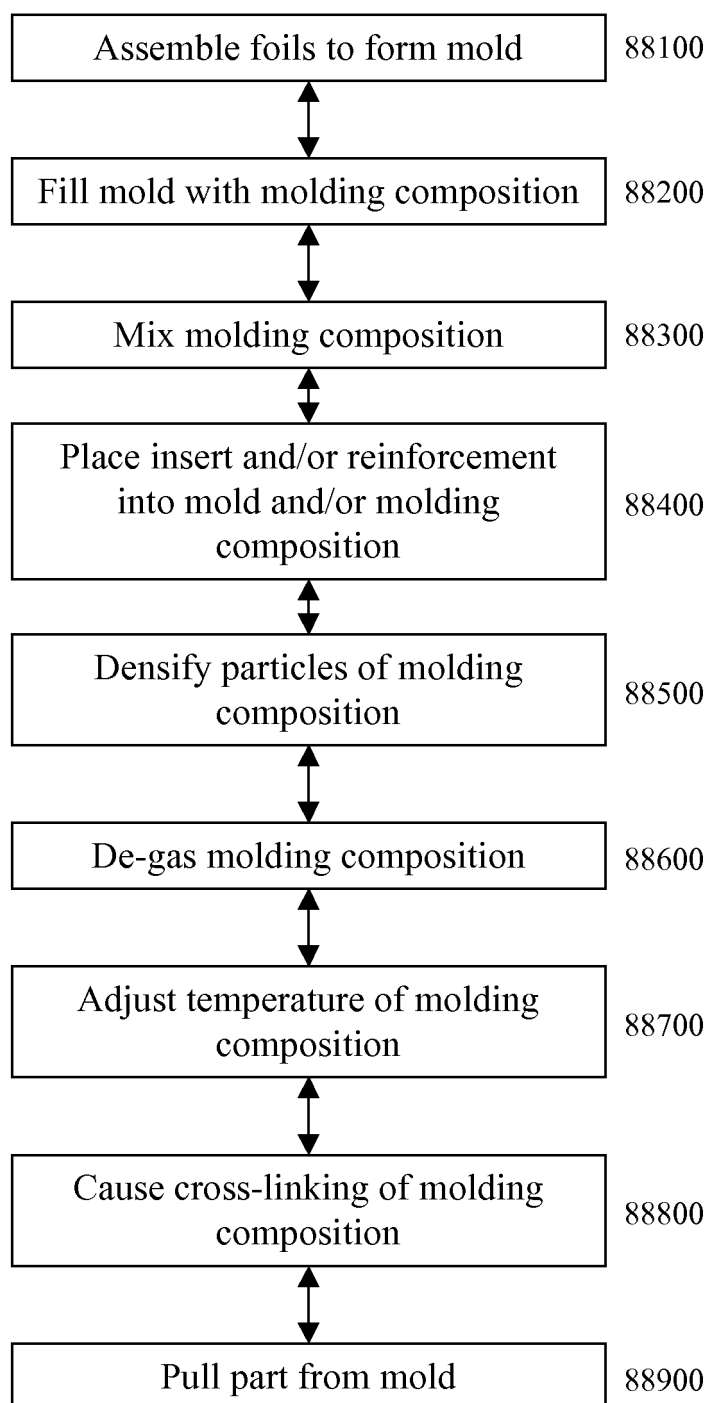 Assemble foils to form mold 88100
Fill mold with molding composition 88200
Mix molding composition 88300
Place insert and/or reinforcement
into mold and/or molding
composition
88400
Densify particles of molding
composition
88500
De-gas molding composition 88600
Adjust temperature of molding
composition
88700
Cause cross-linking of molding
composition
88800
Pull part from mold 88900